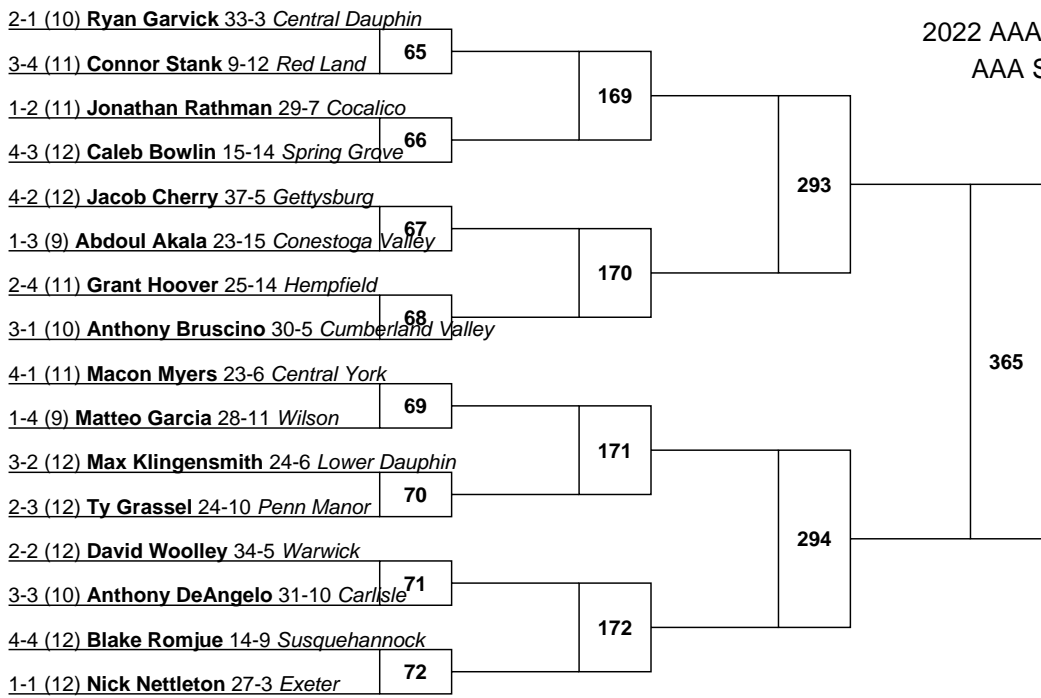 2-1 (10) Ryan Garvick 33-3 Central Dauphin
2022 AAA
65
3-4 (11) Connor Stank 9-12 Red Land
AAA S
169
1-2 (11) Jonathan Rathman 29-7 Cocalico
66
4-3 (12) Caleb Bowlin 15-14 Spring Grove
293
4-2 (12) Jacob Cherry 37-5 Gettysburg
67
1-3 (9) Abdoul Akala 23-15 Conestoga Valley
170
2-4 (11) Grant Hoover 25-14 Hempfield
68
3-1 (10) Anthony Bruscino 30-5 Cumberland Valley
365
4-1 (11) Macon Myers 23-6 Central York
69
1-4 (9) Matteo Garcia 28-11 Wilson
171
3-2 (12) Max Klingensmith 24-6 Lower Dauphin
70
2-3 (12) Ty Grassel 24-10 Penn Manor
294
2-2 (12) David Woolley 34-5 Warwick
71
3-3 (10) Anthony DeAngelo 31-10 Carlisle
172
4-4 (12) Blake Romjue 14-9 Susquehannock
72
1-1 (12) Nick Nettleton 27-3 Exeter